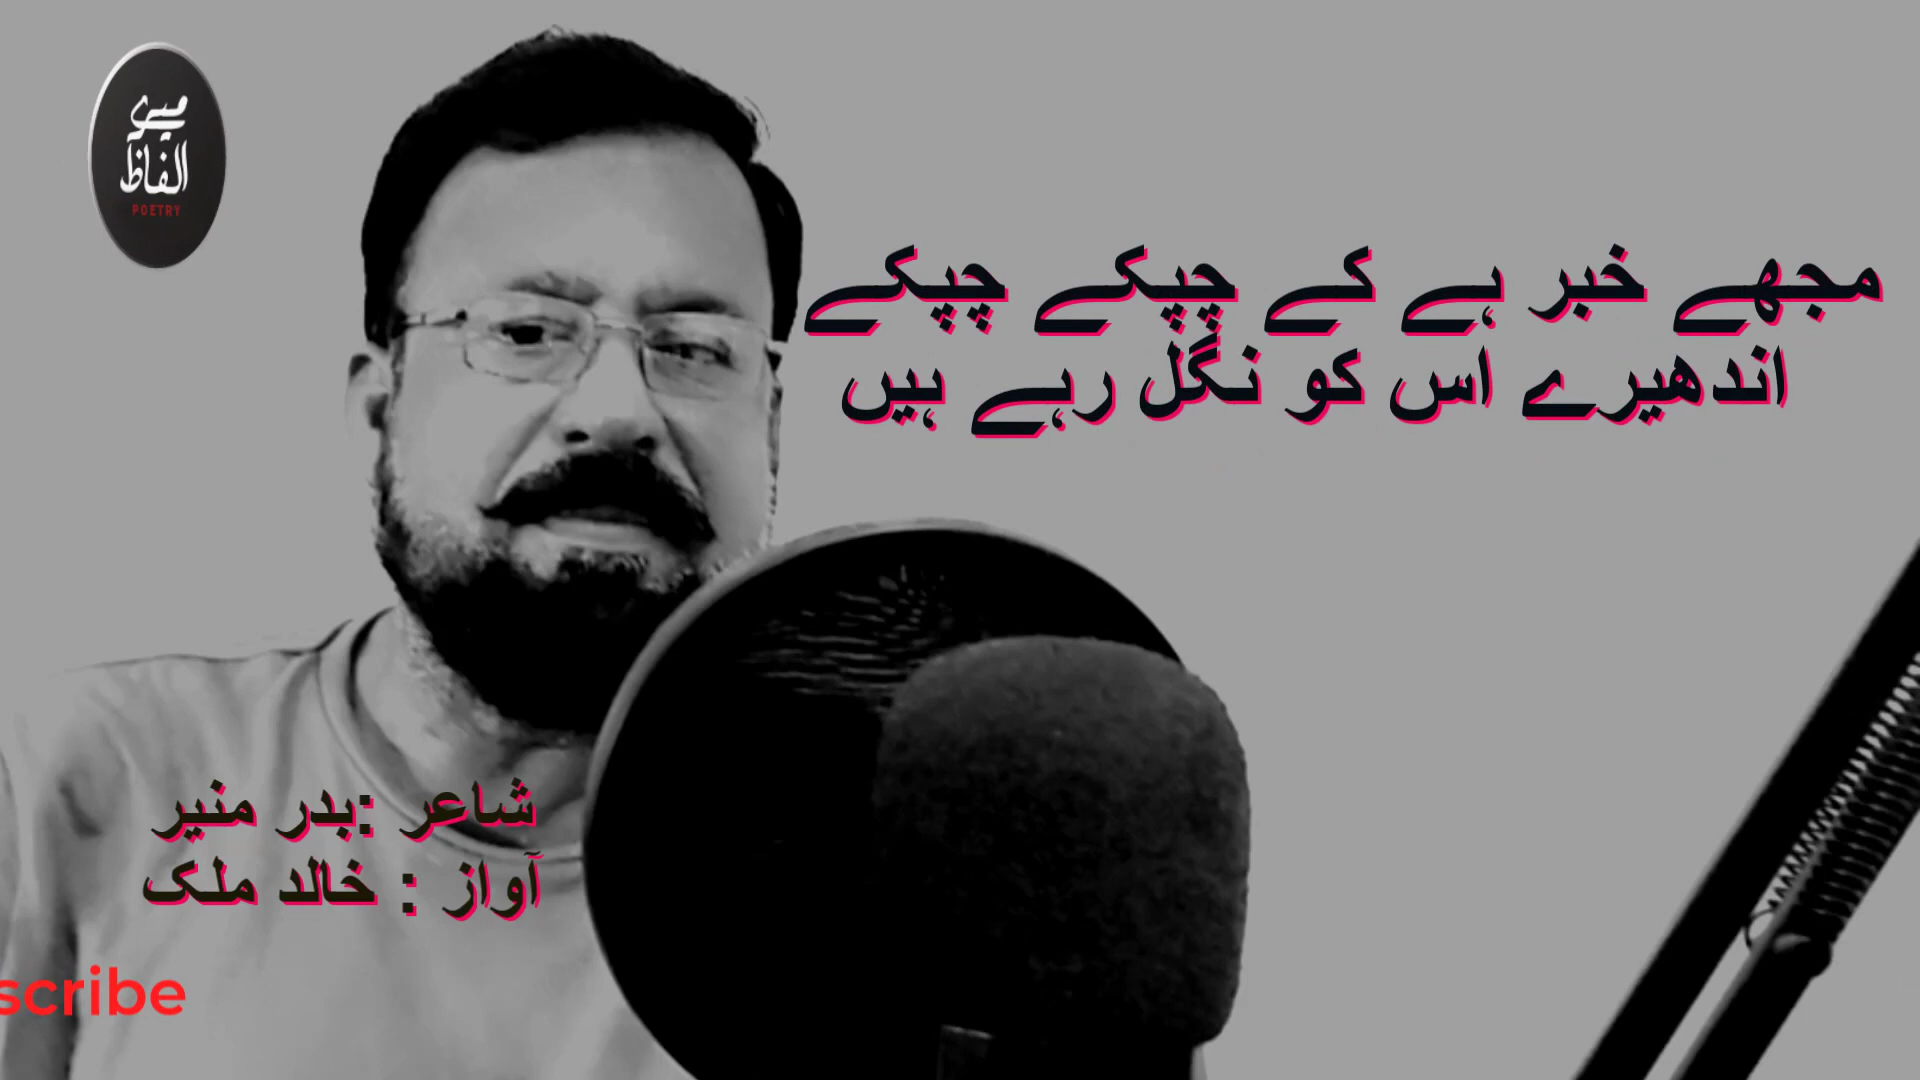 میرے
الفاظ
POETRY
مجھے خبر ہے کے چپکے چپکے
اندھیرے اس کو نگل رہے ہیں
شاعر :بدر منیر
آواز : خالد ملک
scribe